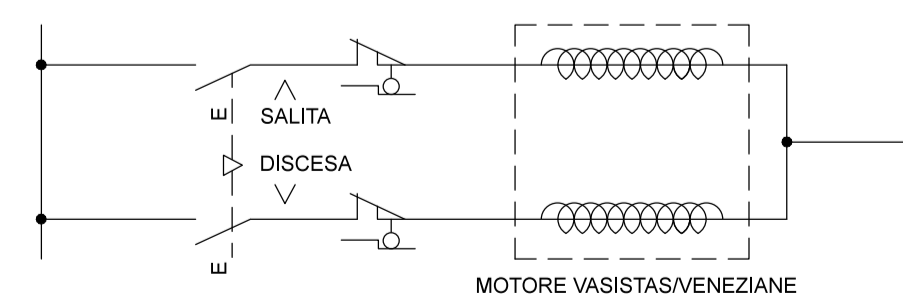 E
SALITA
DISCESA
E
MOTORE VASISTAS/VENEZIANE